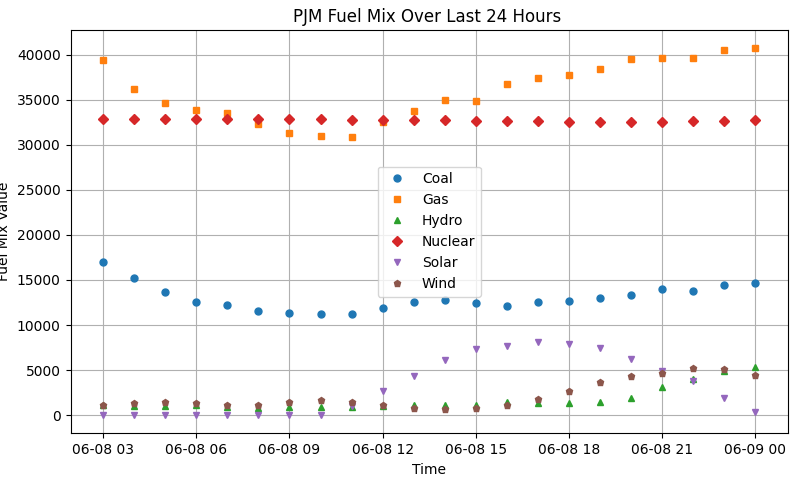 PJM Fuel Mix Over Last 24 Hours
Fuel Mix Value
40000
35000
30000
25000
20000
15000
10000
5000
0
Coal
Gas
Hydro
Nuclear
Solar
Wind
06-08 03 06-08 06 06-08 09 06-08 12 06-08 15 06-08 18 06-08 21 06-09 00
Time